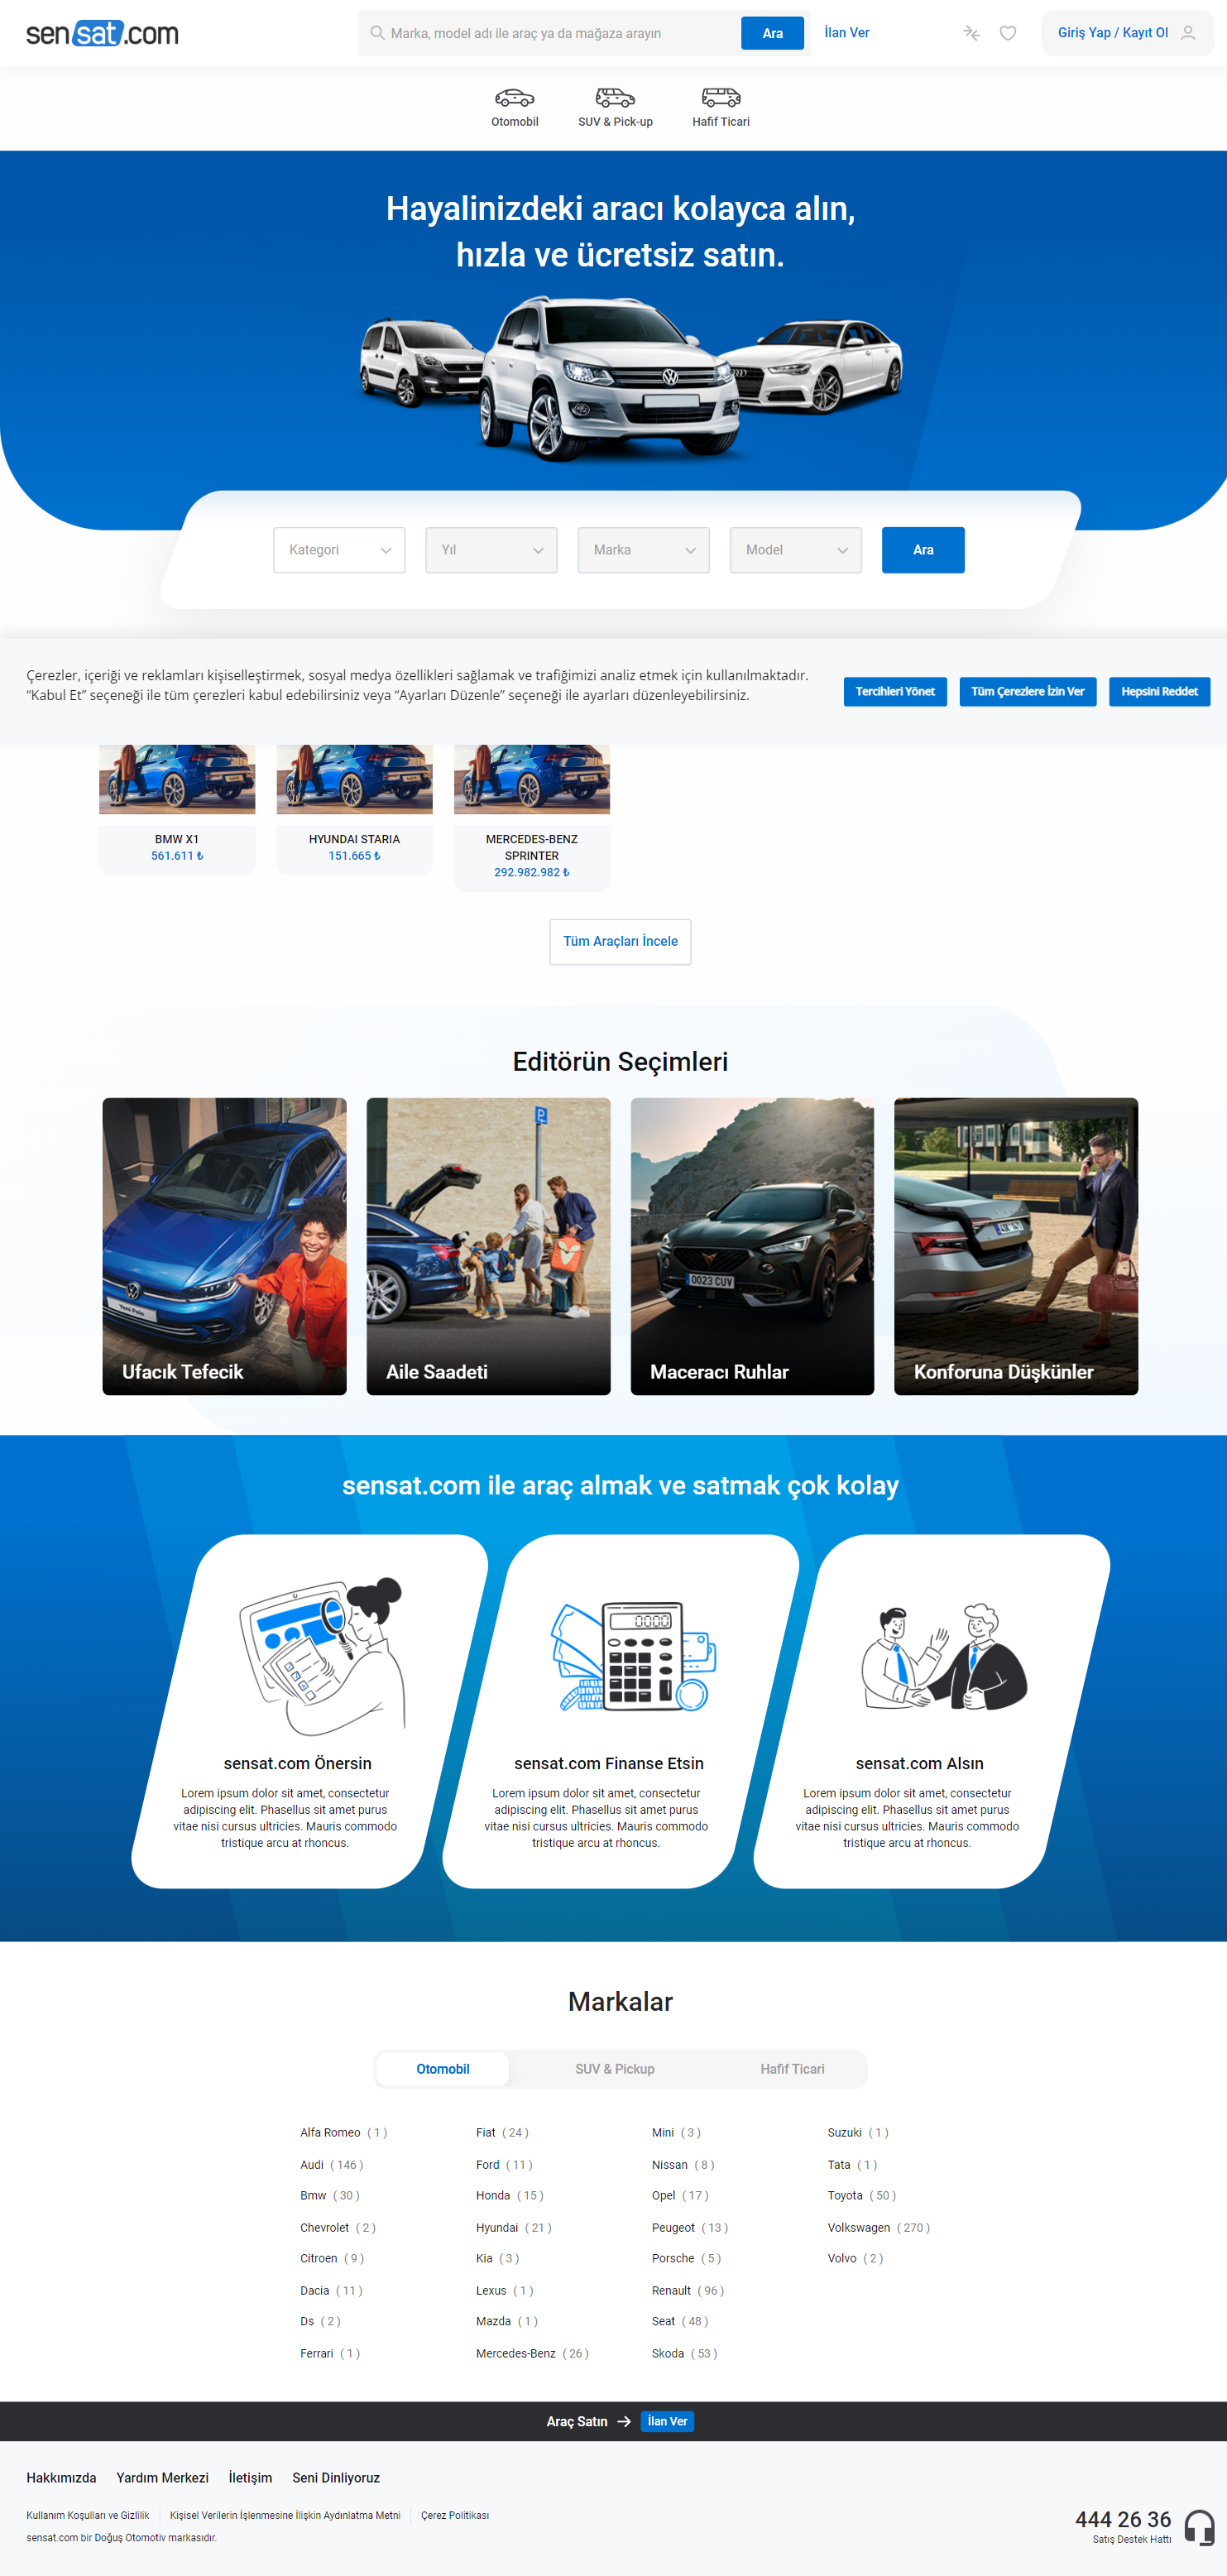 sensat.com
Marka, model adı ile araç ya da mağaza arayın
Ara
İlan Ver
Giriş Yap / Kayıt Ol
Otomobil
SUV & Pick-up
Hafif Ticari
Hayalinizdeki aracı kolayca alın,
hızla ve ücretsiz satın.
Kategori
Yıl
Marka
Model
Ara
Çerezler, içeriği ve reklamları kişiselleştirmek, sosyal medya özellikleri sağlamak ve trafiğimizi analiz etmek için kullanılmaktadır.
“Kabul Et” seçeneği ile tüm çerezleri kabul edebilirsiniz veya “Ayarları Düzenle” seçeneği ile ayarları düzenleyebilirsiniz.
Tercihleri Yönet
Tüm Çerezlere İzin Ver
Hepsini Reddet
BMW X1
561.611 ₺
HYUNDAI STARIA
151.665 ₺
MERCEDES-BENZ
SPRINTER
292.982.982 ₺
Tüm Araçları İncele
Editörün Seçimleri
Yeni Polo
Ufacık Tefecik
P
Aile Saadeti
0023 CUV
Maceracı Ruhlar
Konforuna Düşkünler
sensat.com ile araç almak ve satmak çok kolay
sensat.com Önersin
Lorem ipsum dolor sit amet, consectetur
adipiscing elit. Phasellus sit amet purus
vitae nisi cursus ultricies. Mauris commodo
tristique arcu at rhoncus.
0000
sensat.com Finanse Etsin
Lorem ipsum dolor sit amet, consectetur
adipiscing elit. Phasellus sit amet purus
vitae nisi cursus ultricies. Mauris commodo
tristique arcu at rhoncus.
sensat.com Alsın
Lorem ipsum dolor sit amet, consectetur
adipiscing elit. Phasellus sit amet purus
vitae nisi cursus ultricies. Mauris commodo
tristique arcu at rhoncus.
Markalar
Otomobil
SUV & Pickup
Hafif Ticari
Alfa Romeo ( 1 )
Audi ( 146 )
Bmw ( 30 )
Chevrolet ( 2 )
Citroen ( 9 )
Dacia ( 11 )
Ds ( 2 )
Ferrari ( 1 )
Fiat ( 24 )
Ford ( 11 )
Honda ( 15 )
Hyundai ( 21 )
Kia ( 3 )
Lexus ( 1 )
Mazda ( 1 )
Mercedes-Benz ( 26 )
Mini ( 3 )
Nissan ( 8 )
Opel ( 17 )
Peugeot ( 13 )
Porsche ( 5 )
Renault ( 96 )
Seat ( 48 )
Skoda ( 53 )
Suzuki ( 1 )
Tata ( 1 )
Toyota ( 50 )
Volkswagen ( 270 )
Volvo ( 2 )
Araç Satın → İlan Ver
Hakkımızda
Yardım Merkezi
İletişim
Seni Dinliyoruz
Kullanım Koşulları ve Gizlilik
Kişisel Verilerin İşlenmesine İlişkin Aydınlatma Metni
Çerez Politikası
sensat.com bir Doğuş Otomotiv markasıdır.
444 26 36
Satış Destek Hattı